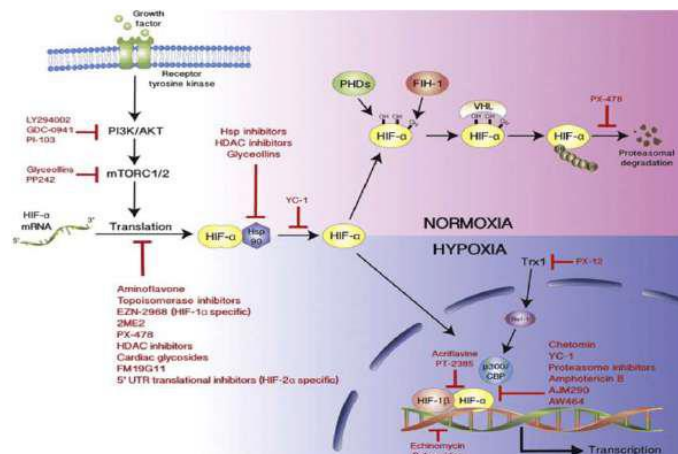 Growth
factor
Receptor
tyrosine kinase
LY294002
GDC-0941
PI-103
PI3K/AKT
Glyceollins
PP242
mTORC1/2
HIF-α
mRNA
5'
3'
Translation
Hsp inhibitors
HDAC inhibitors
Glyceollins
HIF-α
Hsp
90
YC-1
HIF-α
PHDs
FIH-1
OH OH
HIF-α
VHL
OH OH
HIF-α
HIF-α
PX-478
Proteasomal
degradation
NORMOXIA
HYPOXIA
Aminoflavone
Topoisomerase inhibitors
EZN-2968 (HIF-1α specific)
2ME2
PX-478
HDAC inhibitors
Cardiac glycosides
FM19G11
5' UTR translational inhibitors (HIF-2α specific)
Trx1
PX-12
p300/
CBP
Acriflavine
PT-2385
HIF-1β
HIF-α
Chetomin
YC-1
Proteasome inhibitors
Amphotericin B
AJM290
AW464
Echinomycin
Transcription